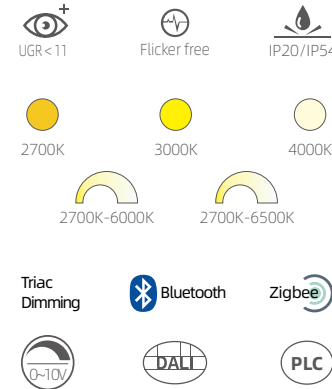 UGR<11
Flicker free
IP20/IP54
2700K
3000K
4000K
2700K-6000K
2700K-6500K
Triac
Dimming
Bluetooth
Zigbee
0~10V
DALI
PLC